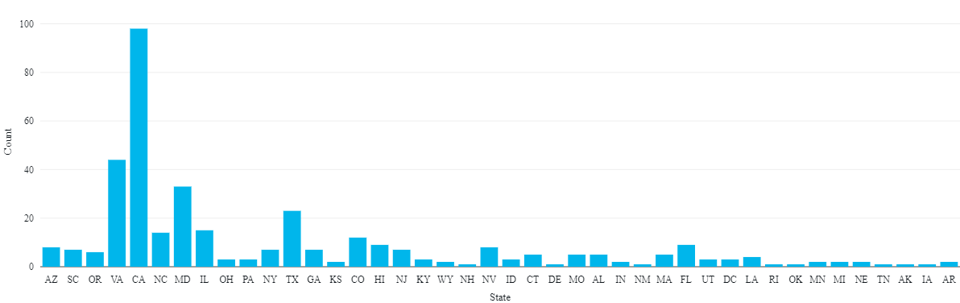 100
80
60
40
20
0
Count
AZ SC OR VA CA NC MD IL OH PA NY TX GA KS CO HI NJ KY WY NH NV ID CT DE MO AL IN NM MA FL UT DC LA RI OK MN MI NE TN AK IA AR
State